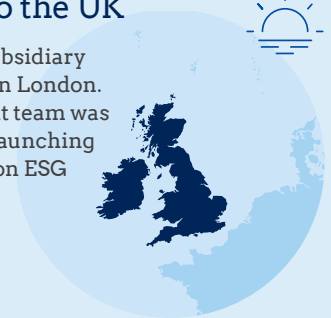 o the UK
bsidiary
n London.
t team was
aunching
on ESG